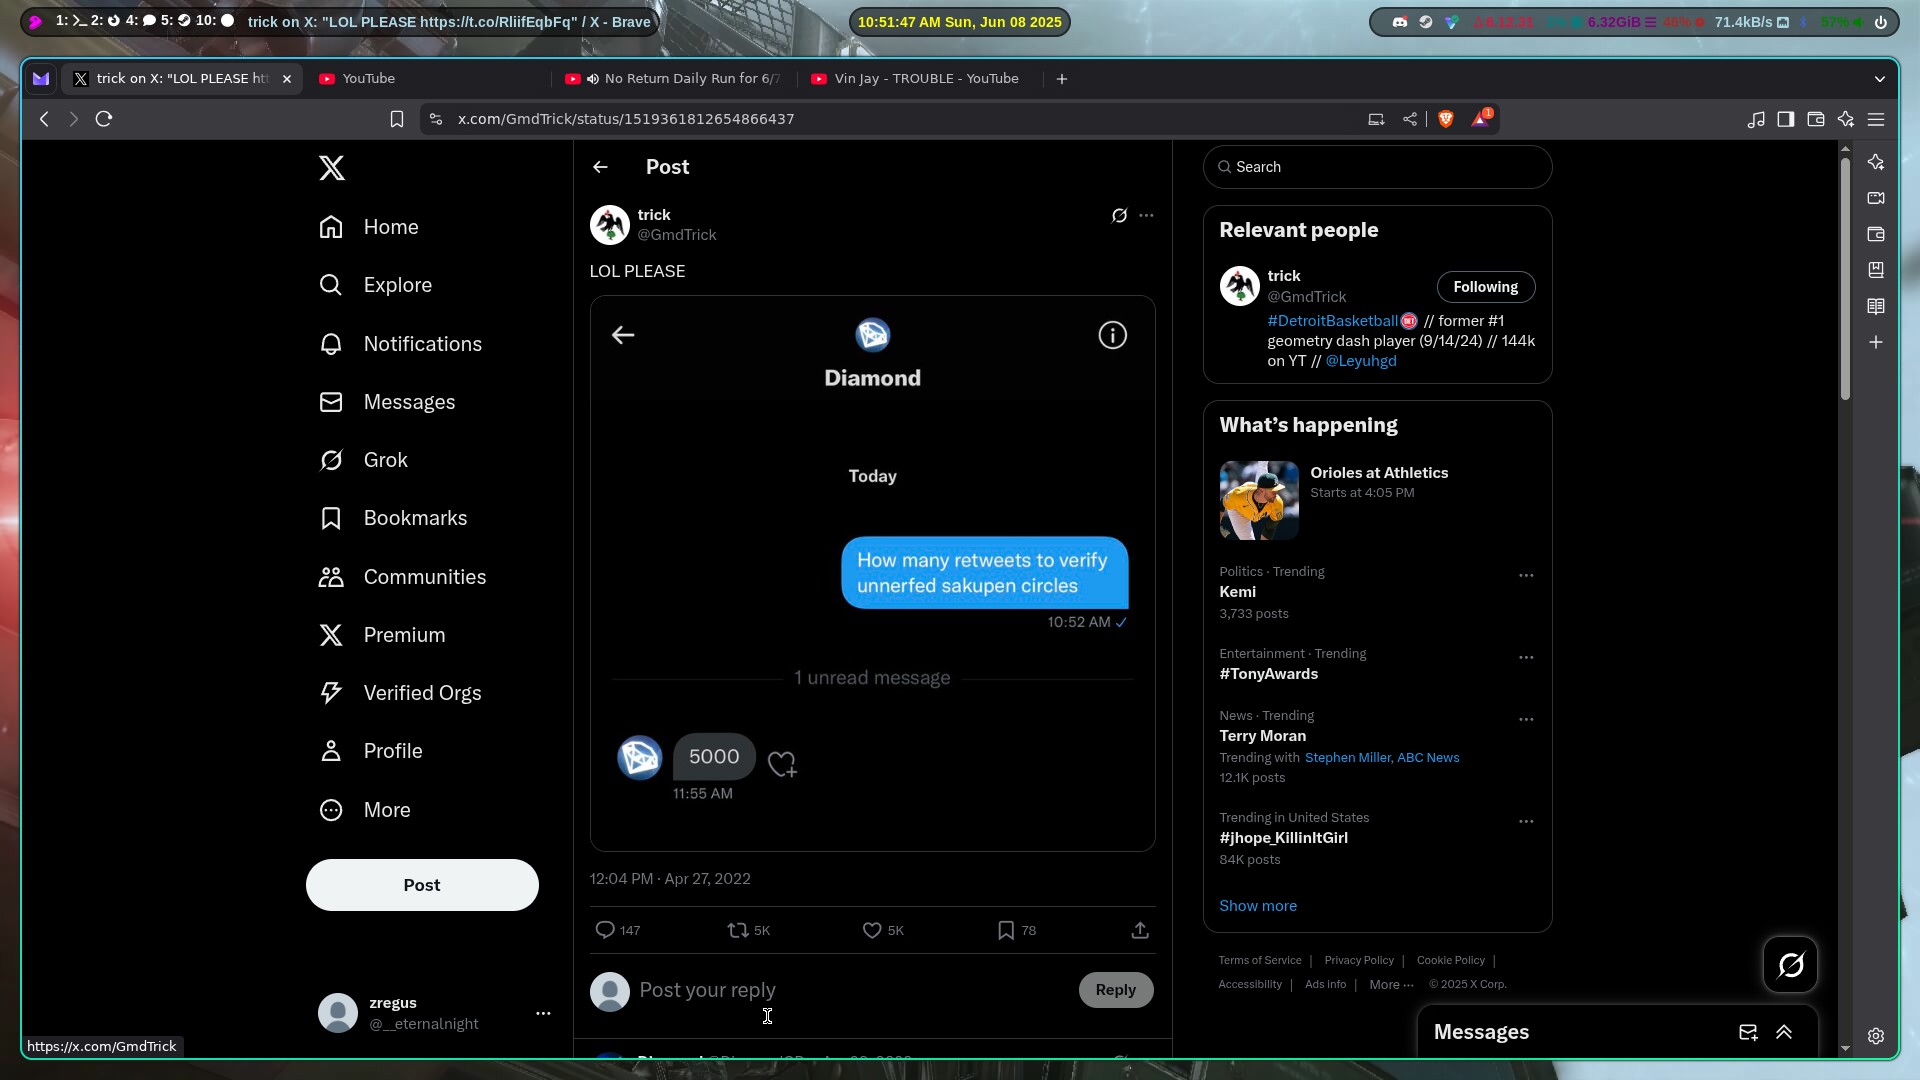 1: 2: 4: 5: 10: trick on X: "LOL PLEASE https://t.co/RliifEqbFq" / X - Brave
10:51:47 AM Sun, Jun 08 2025
6.32GiB 71.4kB/s 57%
trick on X: "LOL PLEASE htt
YouTube
No Return Daily Run for 6/7
Vin Jay - TROUBLE - YouTube
x.com/GmdTrick/status/1519361812654866437
1
Home
Explore
Notifications
Messages
Grok
Bookmarks
Communities
Premium
Verified Orgs
Profile
More
Post
zregus
@__eternalnight
https://x.com/GmdTrick
Post
trick
@GmdTrick
LOL PLEASE
Diamond
Today
How many retweets to verify
unnerfed sakupen circles
10:52 AM ✓
1 unread message
5000
11:55 AM
12:04 PM · Apr 27, 2022
147 5K 5K 78
Post your reply
Reply
Search
Relevant people
trick
@GmdTrick
Following
#DetroitBasketball // former #1
geometry dash player (9/14/24) // 144k
on YT // @Leyuhgd
What's happening
Orioles at Athletics
Starts at 4:05 PM
Politics · Trending
Kemi
3,733 posts
Entertainment · Trending
#TonyAwards
News · Trending
Terry Moran
Trending with Stephen Miller, ABC News
12.1K posts
Trending in United States
#jhope_KillinItGirl
84K posts
Show more
Terms of Service | Privacy Policy | Cookie Policy |
Accessibility | Ads info | More ··· © 2025 X Corp.
Messages